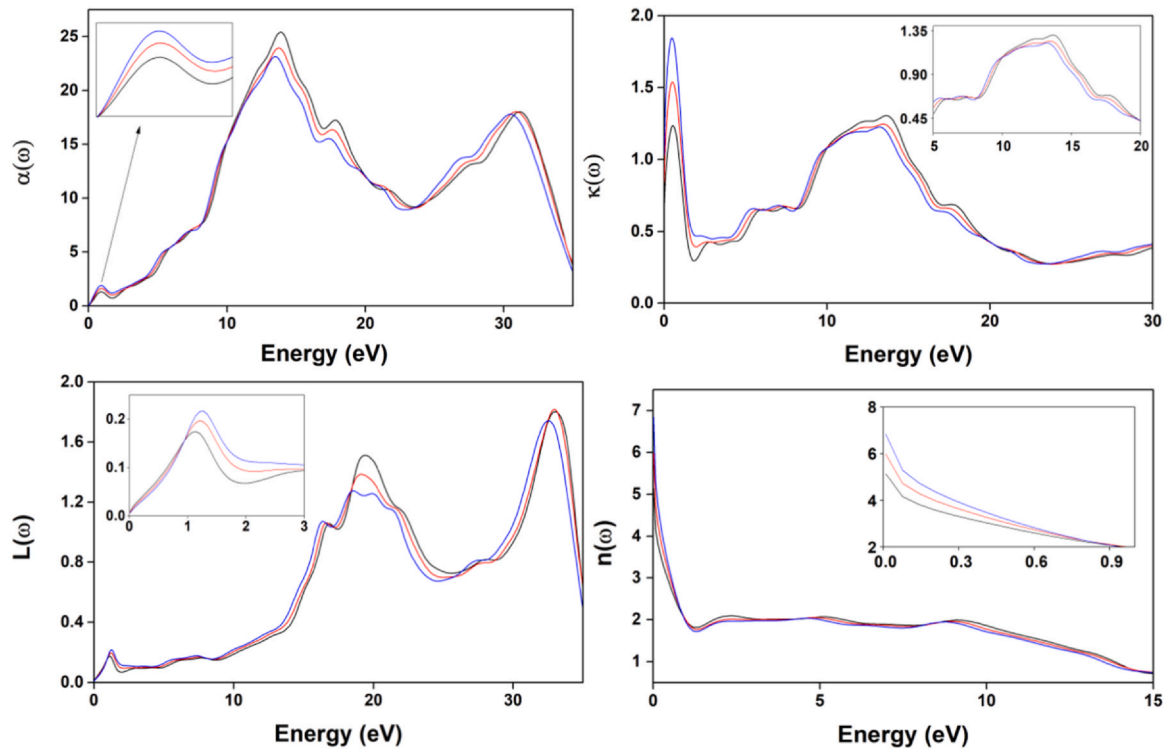 α(ω)
25
20
15
10
5
0
0 10 20 30
Energy (eV)
κ(ω)
2.0
1.5
1.0
0.5
0.0
0 10 20 30
Energy (eV)
1.35
0.90
0.45
5 10 15 20
L(ω)
2.0
1.6
1.2
0.8
0.4
0.0
0 10 20 30
Energy (eV)
0.2
0.1
0.0
0 1 2 3
n(ω)
7
6
5
4
3
2
1
0 5 10 15
Energy (eV)
8
6
4
2
0.0 0.3 0.6 0.9